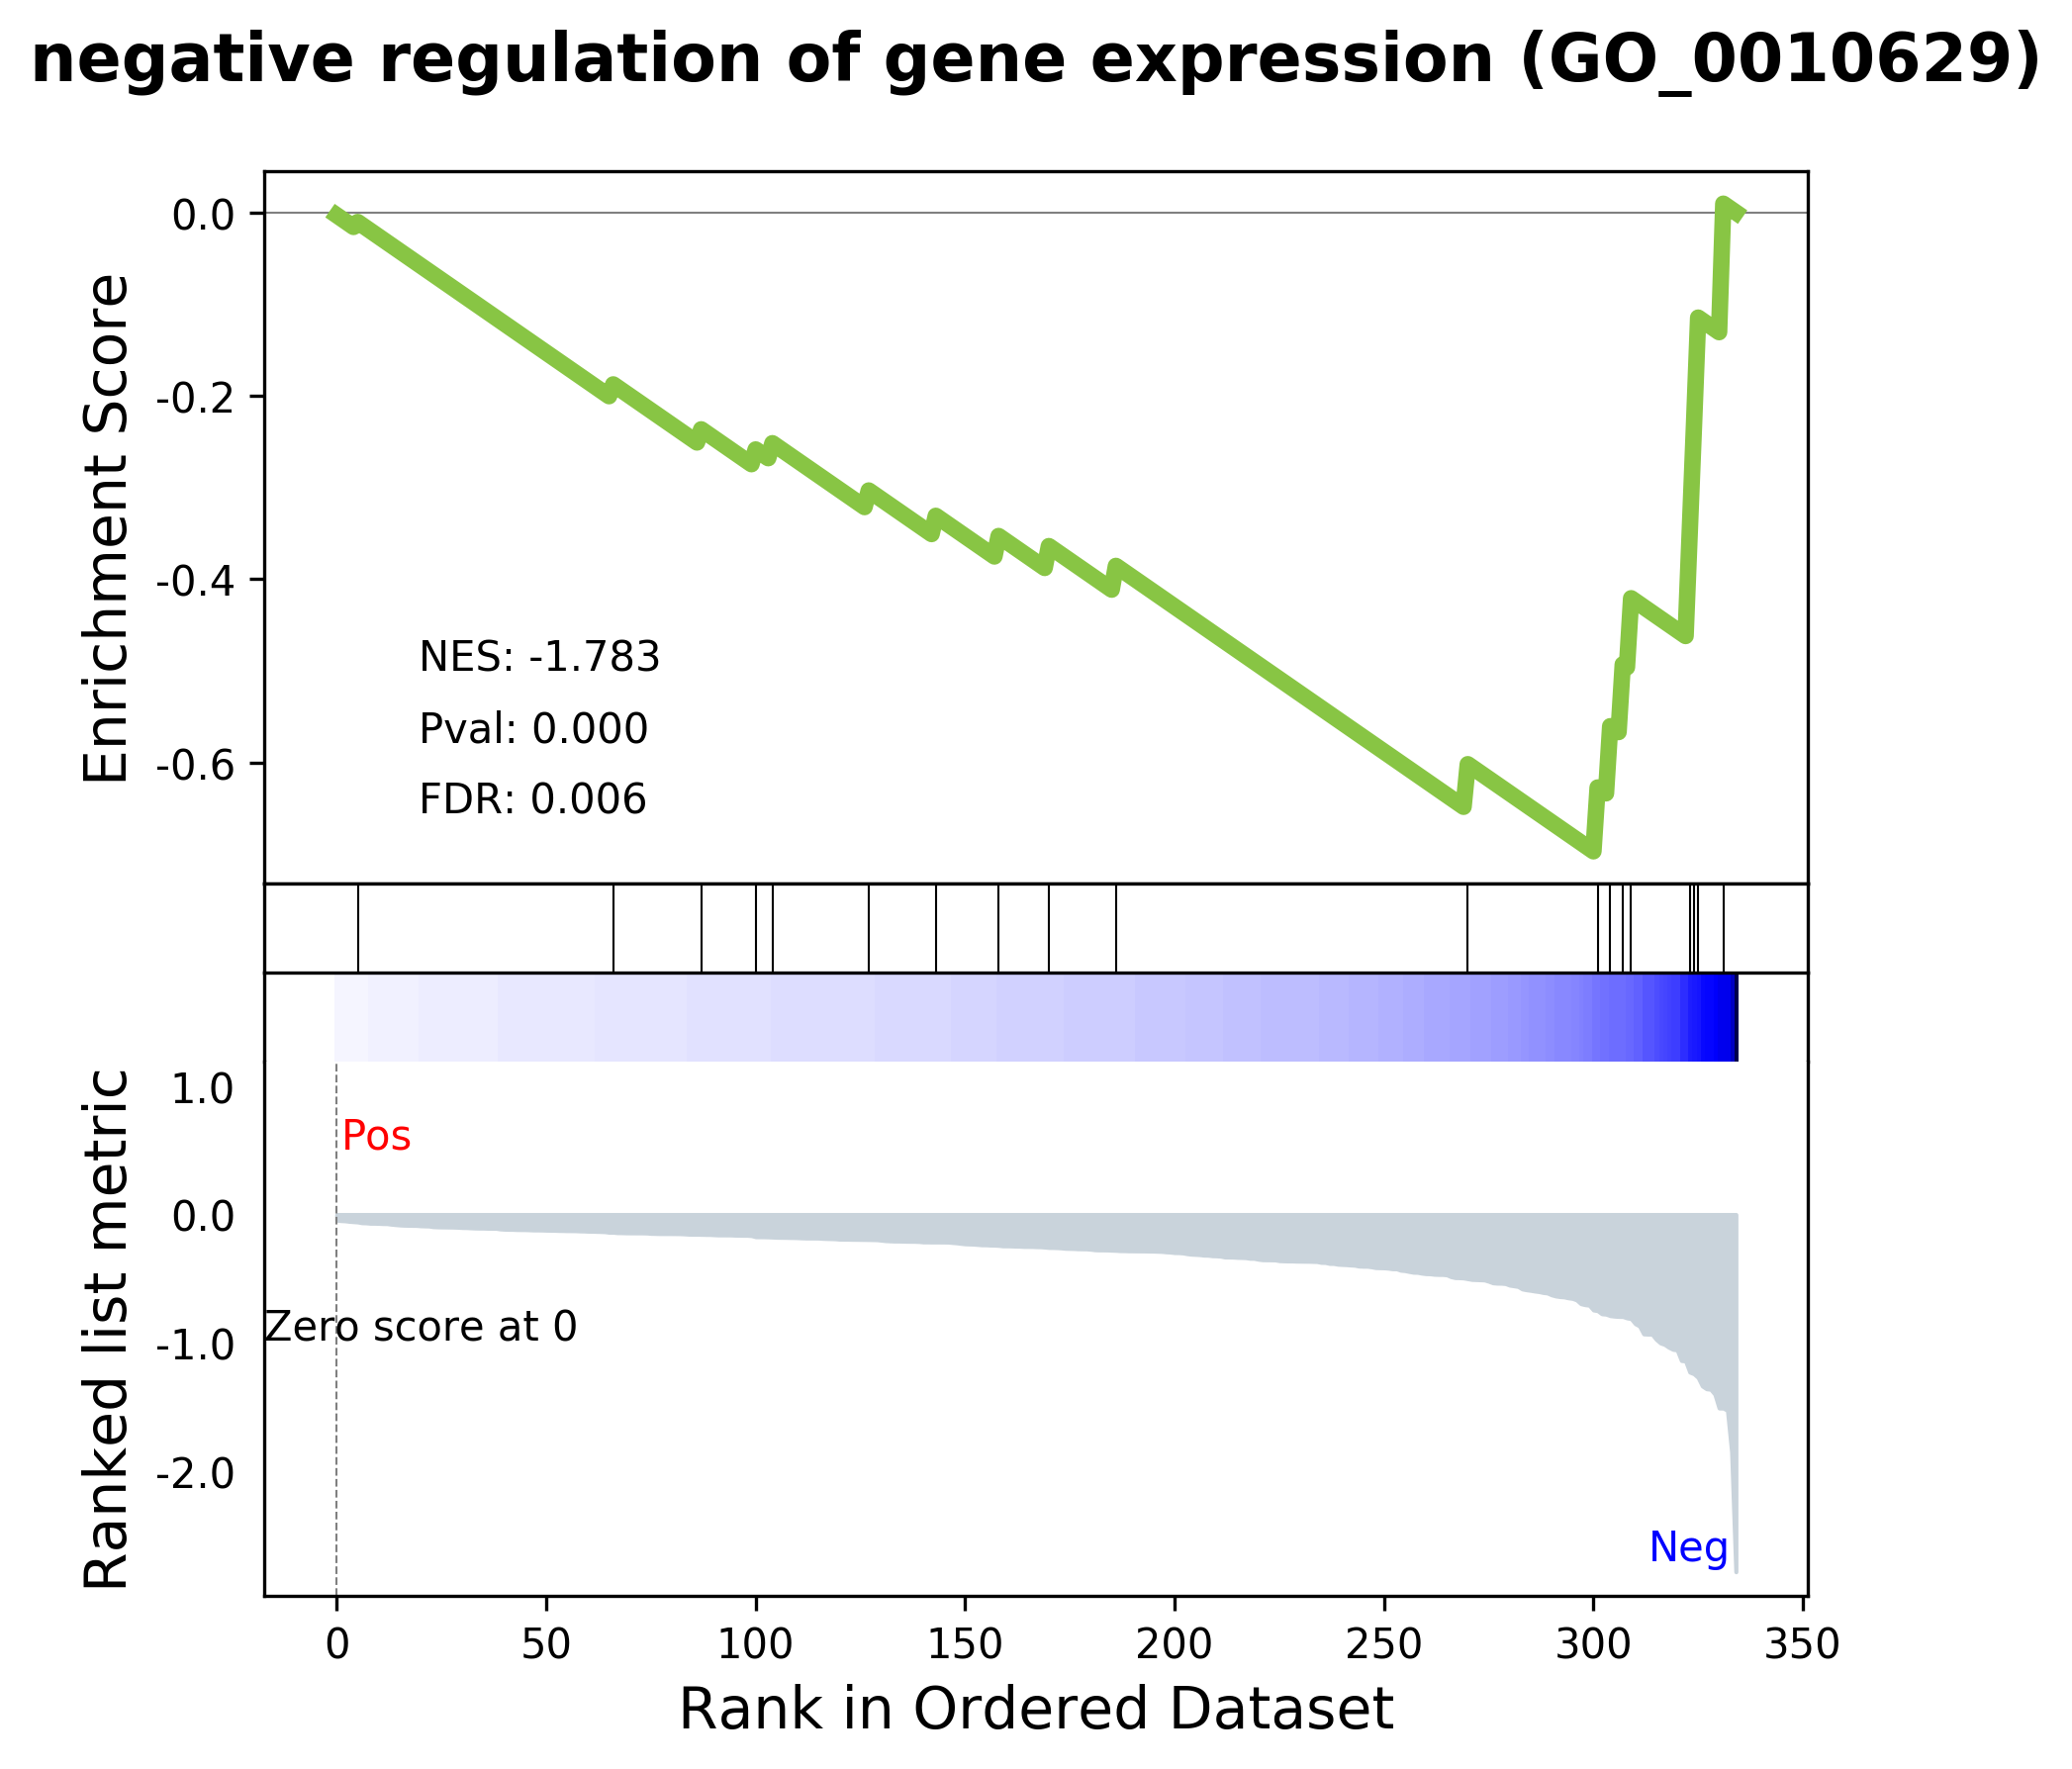 negative regulation of gene expression (GO_0010629)
Enrichment Score
0.0
-0.2
-0.4
-0.6
NES: -1.783
Pval: 0.000
FDR: 0.006
Ranked list metric
1.0
0.0
-1.0
-2.0
Pos
Zero score at 0
Neg
0 50 100 150 200 250 300 350
Rank in Ordered Dataset